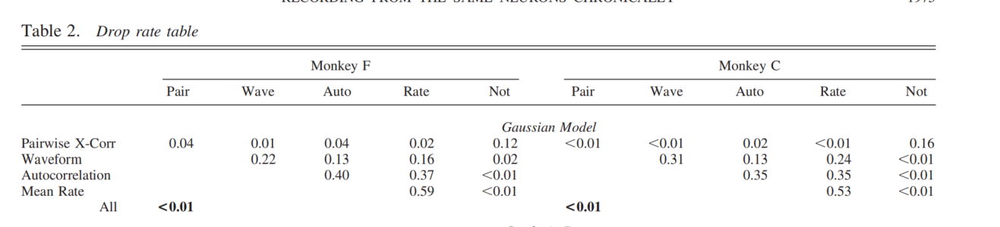 RECORDING FROM THE SAME NEURONS CHRONICALLY 1973
Table 2. Drop rate table
Monkey F Monkey C
Pair Wave Auto Rate Not Pair Wave Auto Rate Not
Gaussian Model
Pairwise X-Corr 0.04 0.01 0.04 0.02 0.12 <0.01 <0.01 0.02 <0.01 0.16
Waveform 0.22 0.13 0.16 0.02 0.31 0.13 0.24 <0.01
Autocorrelation 0.40 0.37 <0.01 0.35 0.35 <0.01
Mean Rate 0.59 <0.01 0.53 <0.01
All <0.01 <0.01